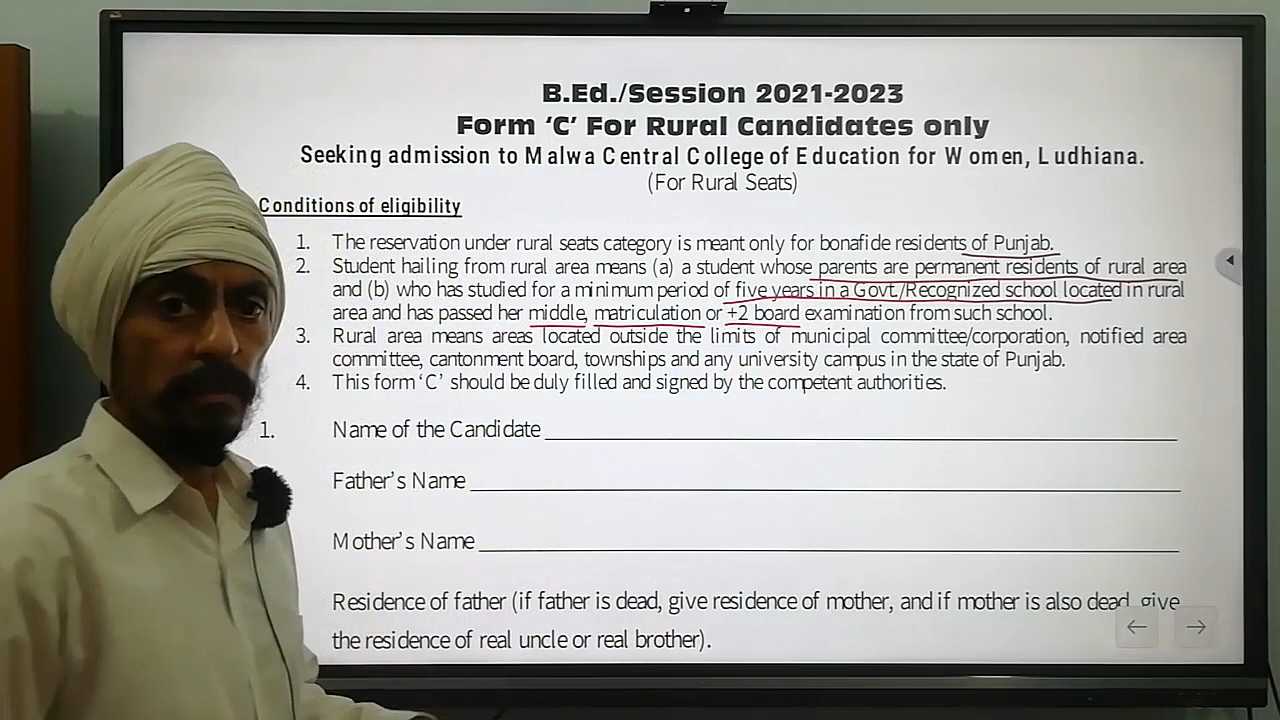 B.Ed./Session 2021-2023
Form ‘C’ For Rural Candidates only
Seeking admission to Malwa Central College of Education for Women, Ludhiana.
(For Rural Seats)
Conditions of eligibility
1. The reservation under rural seats category is meant only for bonafide residents of Punjab.
2. Student hailing from rural area means (a) a student whose parents are permanent residents of rural area
and (b) who has studied for a minimum period of five years in a Govt./Recognized school located in rural
area and has passed her middle, matriculation or +2 board examination from such school.
3. Rural area means areas located outside the limits of municipal committee/corporation, notified area
committee, cantonment board, townships and any university campus in the state of Punjab.
4. This form ‘C’ should be duly filled and signed by the competent authorities.
1. Name of the Candidate
Father’s Name
Mother’s Name
Residence of father (if father is dead, give residence of mother, and if mother is also dead, give
the residence of real uncle or real brother).